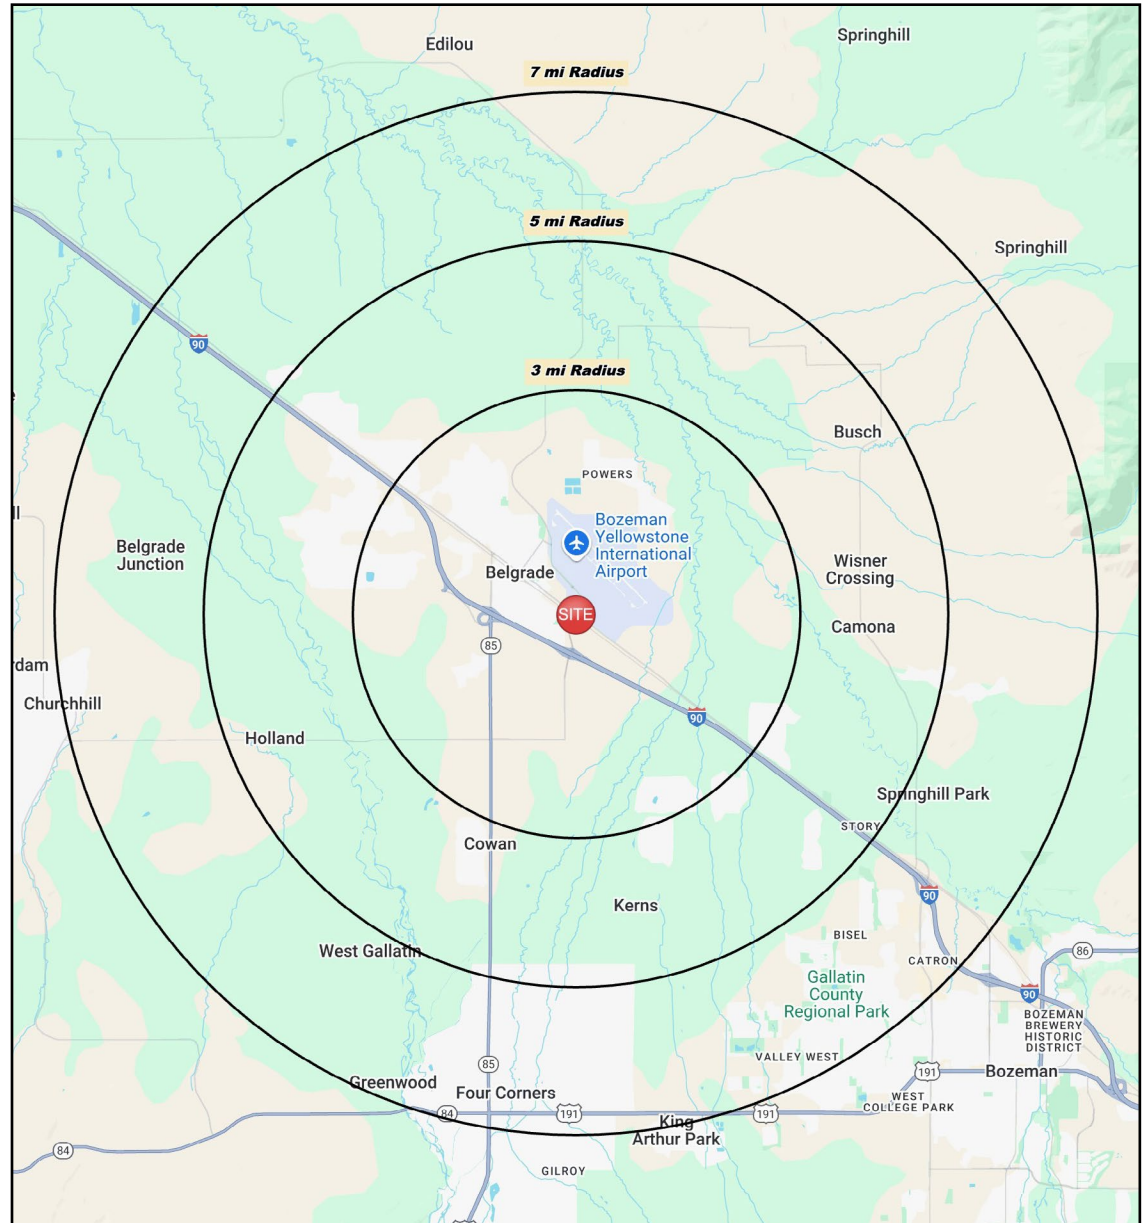 Springhill
Edilou
7 mi Radius
5 mi Radius
Springhill
90
3 mi Radius
Busch
POWERS
Bozeman
Yellowstone
International
Airport
Belgrade
Junction
Belgrade
Wisner
Crossing
SITE
Camona
85
rdam
Churchhill
90
Holland
Springhill Park
STORY
Cowan
90
Kerns
BISEL
West Gallatin
86
CATRON
Gallatin
County
Regional Park
90
BOZEMAN
BREWERY
HISTORIC
DISTRICT
VALLEY WEST
85
191
Bozeman
Greenwood
Four Corners
WEST
COLLEGE PARK
84
191
191
King
Arthur Park
84
GILROY